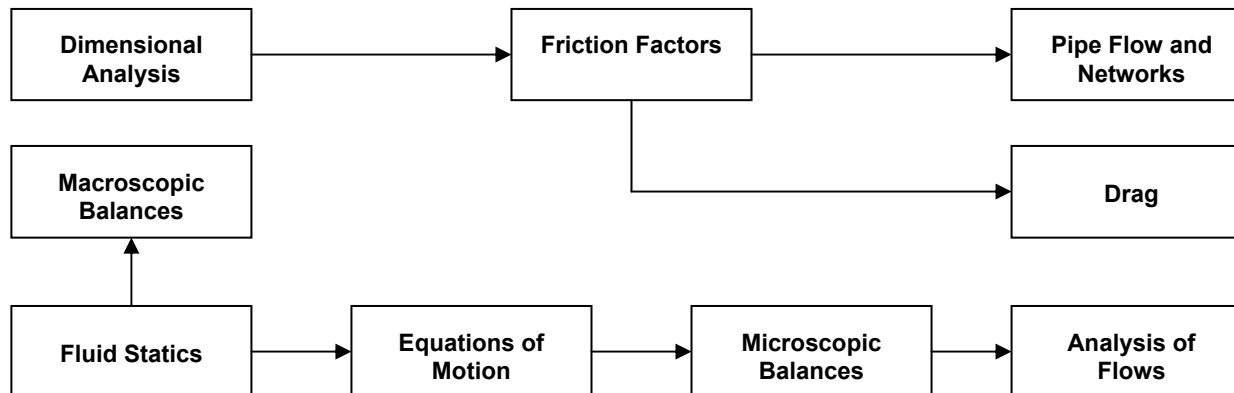 Dimensional
Analysis
Friction Factors
Pipe Flow and
Networks
Macroscopic
Balances
Drag
Fluid Statics
Equations of
Motion
Microscopic
Balances
Analysis of
Flows